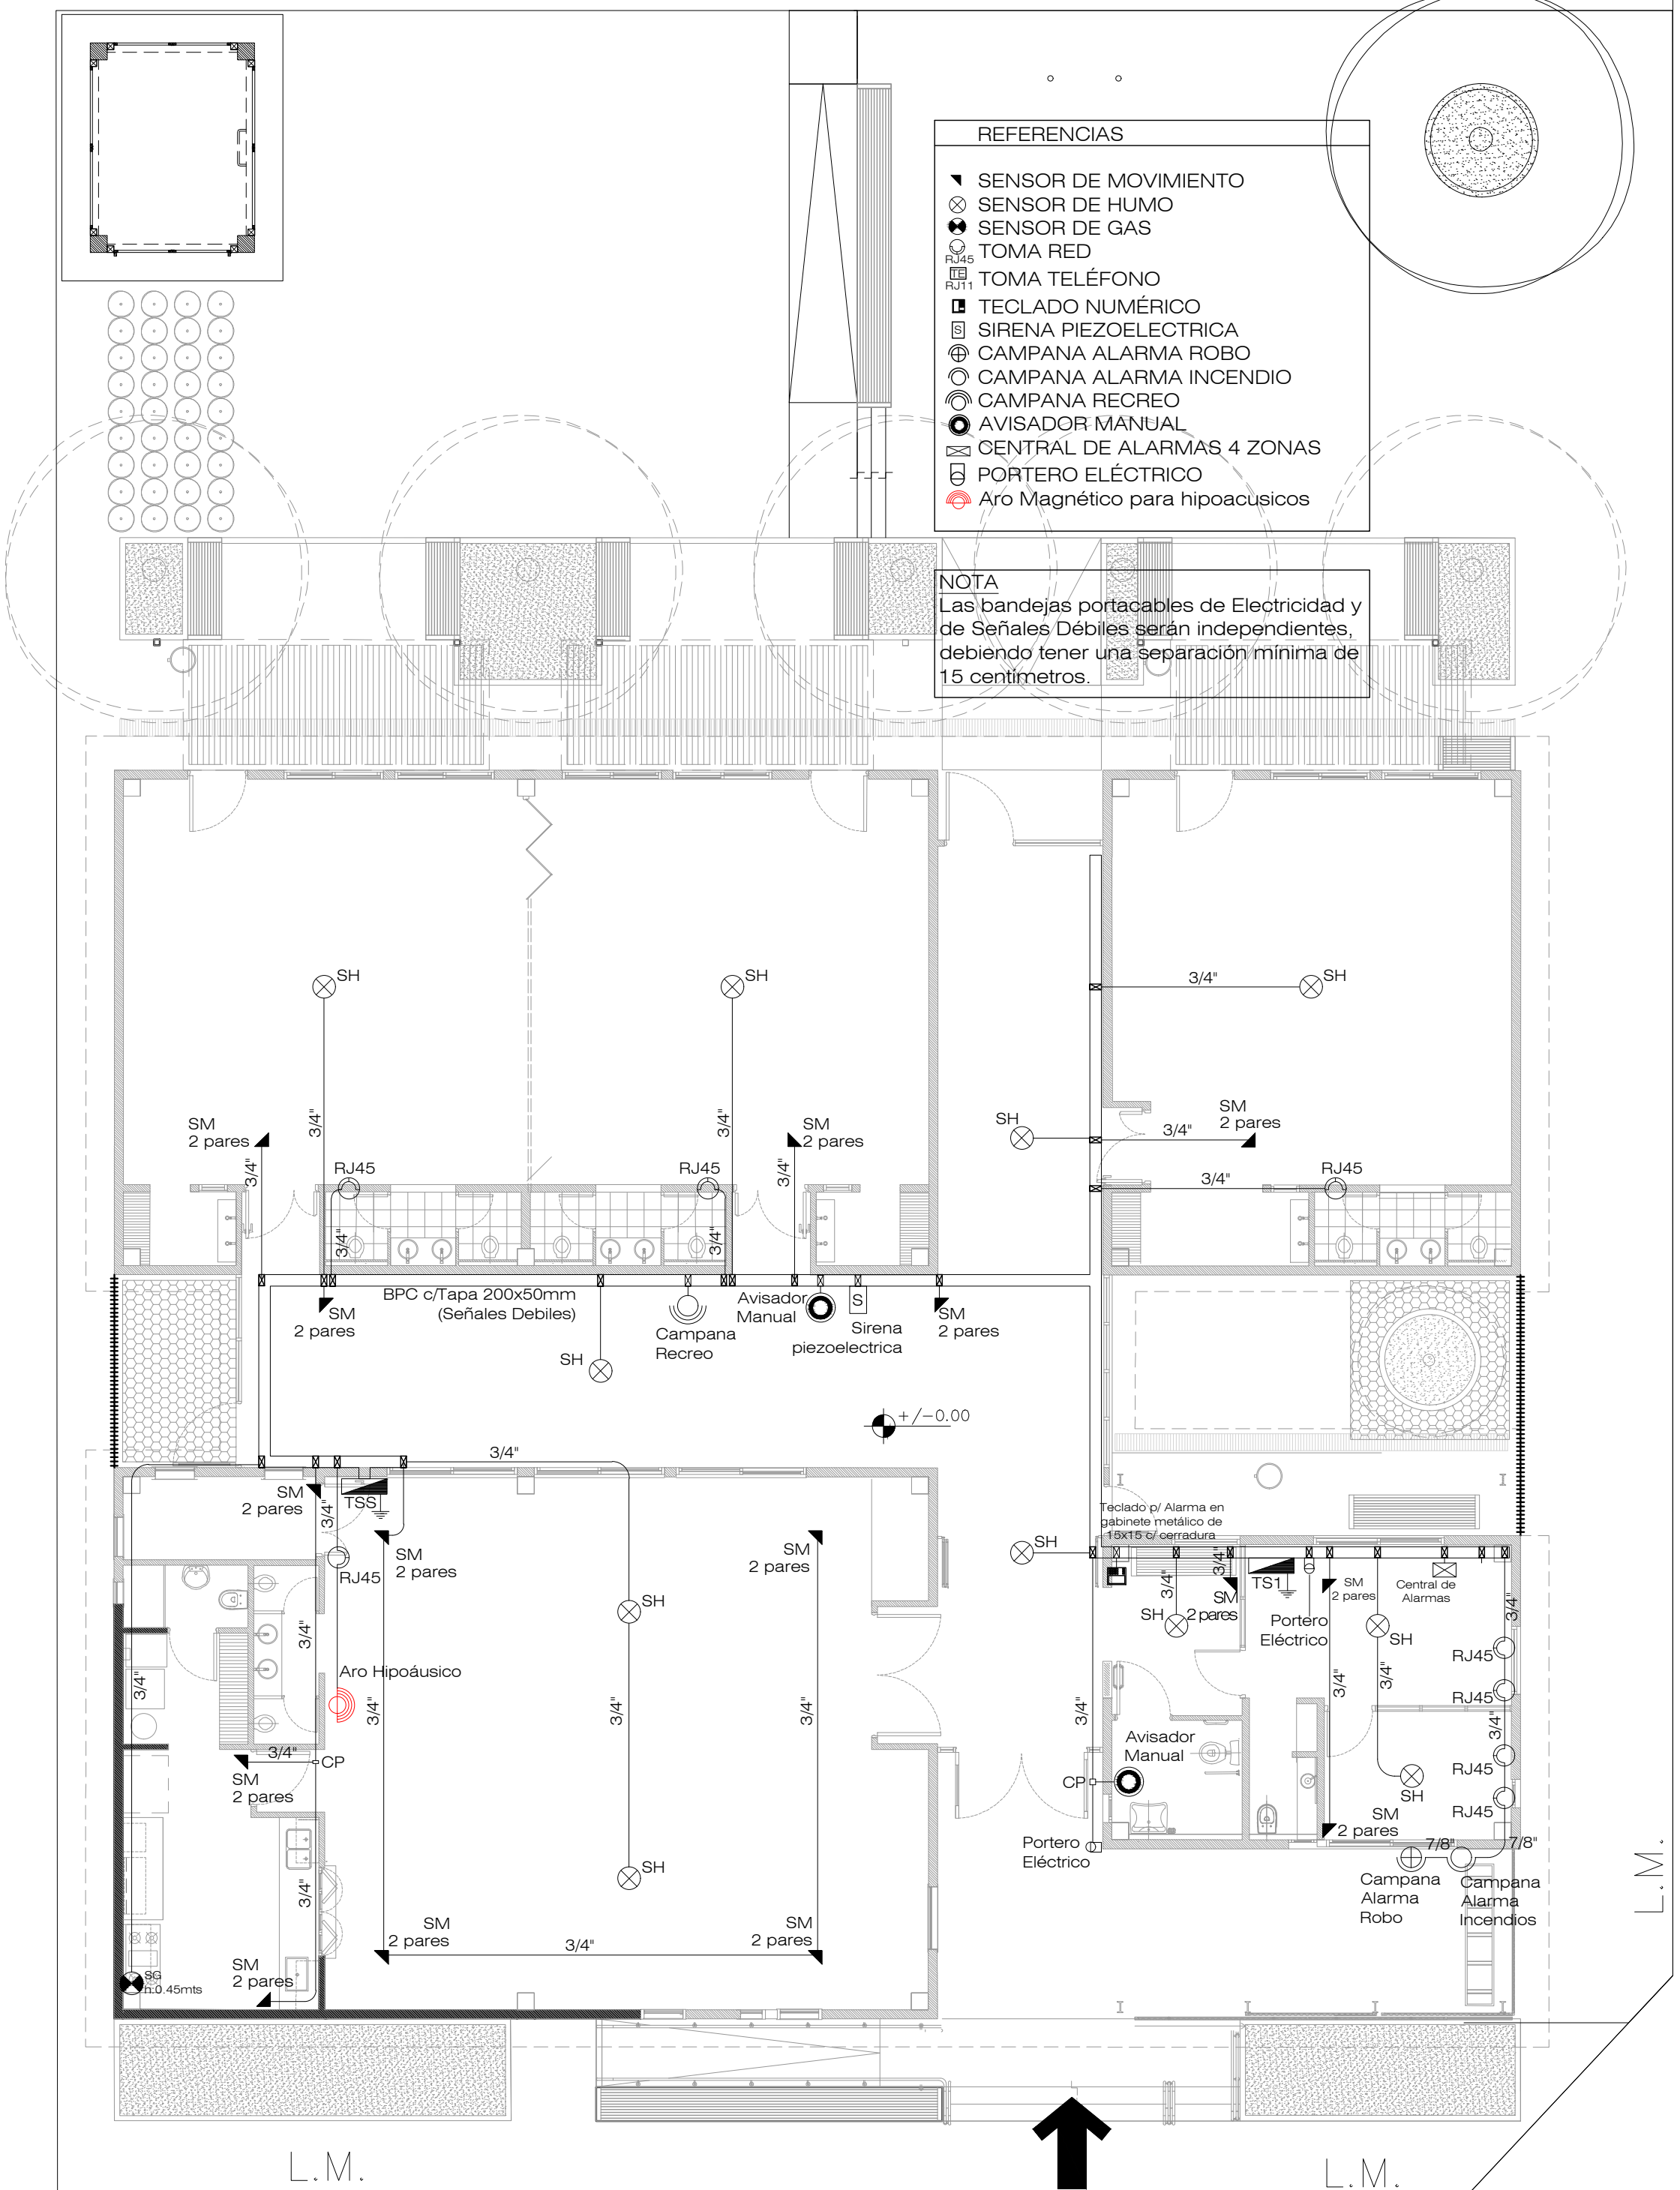 REFERENCIAS
SENSOR DE MOVIMIENTO
SENSOR DE HUMO
SENSOR DE GAS
RJ45 TOMA RED
TE
RJ11 TOMA TELÉFONO
TECLADO NUMÉRICO
S SIRENA PIEZOELECTRICA
CAMPANA ALARMA ROBO
CAMPANA ALARMA INCENDIO
CAMPANA RECREO
AVISADOR MANUAL
CENTRAL DE ALARMAS 4 ZONAS
PORTERO ELÉCTRICO
Aro Magnético para hipoacusicos
NOTA
Las bandejas portacables de Electricidad y
de Señales Débiles serán independientes,
debiendo tener una separación mínima de
15 centímetros.
SH
SH
3/4"
SH
SM
2 pares
3/4"
3/4"
3/4"
SM
2 pares
3/4"
SH
3/4"
SM
2 pares
RJ45
RJ45
3/4"
RJ45
3/4"
3/4"
SM
2 pares
BPC c/Tapa 200x50mm
(Señales Debiles)
SH
Campana
Recreo
Avisador
Manual
S
Sirena
piezoelectrica
SM
2 pares
+/-0.00
3/4"
SM
2 pares
3/4"
TSS
SM
2 pares
RJ45
SM
2 pares
SH
Teclado p/ Alarma en
gabinete metálico de
15x15 c/ cerradura
3/4"
3/4"
SH
SM
2 pares
TS1
Portero
Eléctrico
SM
2 pares
Central de
Alarmas
SH
3/4"
RJ45
RJ45
3/4"
RJ45
RJ45
3/4"
3/4"
SH
SM
2 pares
SH
3/4"
3/4"
Aro Hipoáusico
3/4"
3/4"
3/4"
3/4"
3/4"
CP
SM
2 pares
Avisador
Manual
CP
Portero
Eléctrico
7/8"
7/8"
Campana
Alarma
Robo
Campana
Alarma
Incendios
SH
3/4"
SM
2 pares
3/4"
SM
2 pares
SG
h:0.45mts
SM
2 pares
L.M.
L.M.
L.M.